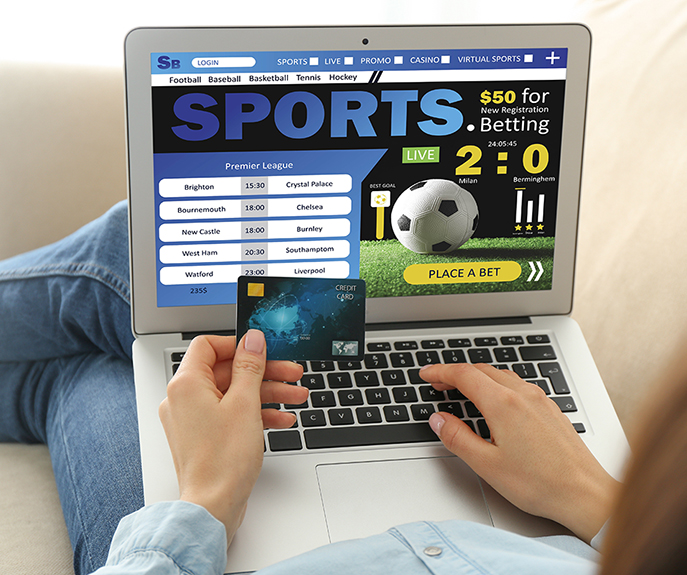 SB LOGIN SPORTS LIVE PROMO CASINO VIRTUAL SPORTS
Football Baseball Basketball Tennis Hockey
SPORTS.
$50 for
New Registration
Betting
Premier League
Brighton 15:30 Crystal Palace
Bournemouth 18:00 Chelsea
New Castle 18:00 Burnley
West Ham 20:30 Southamptom
Watford 23:00 Liverpool
235$
LIVE
24:05:45
2 : 0
Milan Bermingham
BEST GOAL
PLACE A BET
CREDIT
CARD
E R T Y U I O P
D F G H J K L
C V B N M